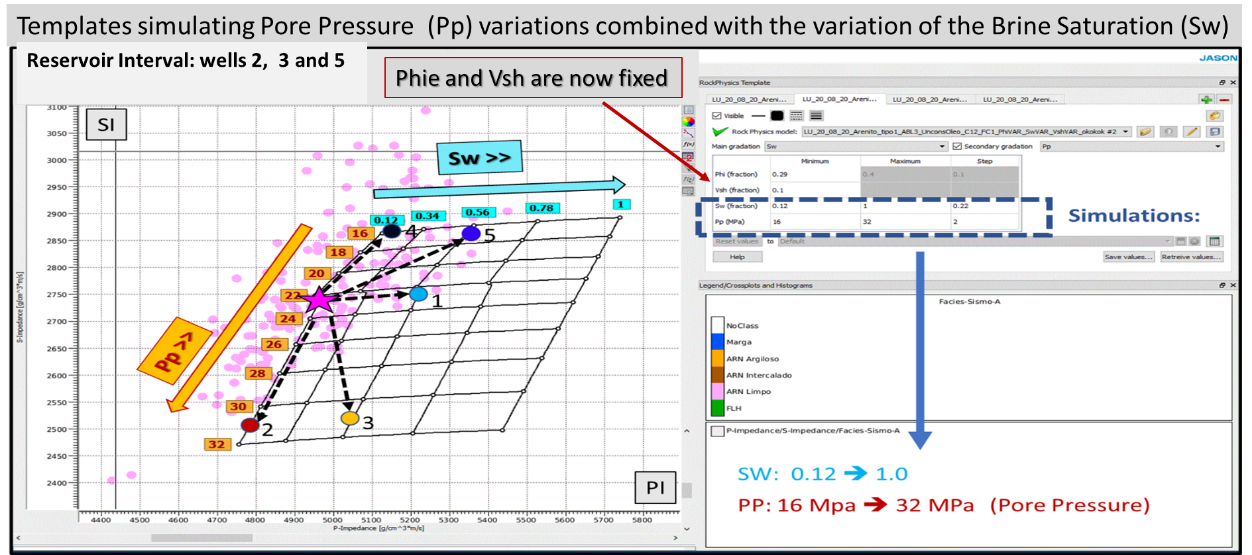 Templates simulating Pore Pressure (Pp) variations combined with the variation of the Brine Saturation (Sw)
Reservoir Interval: wells 2, 3 and 5
Phie and Vsh are now fixed
SI
Sw >>
0.12 0.34 0.56 0.78 1
16
18
20
22
24
26
28
30
32
4
5
1
2
3
Pp >>
PI
3100
3050
3000
2950
2900
2850
2800
2750
2700
2650
2600
2550
2500
2450
2400
S-Impedance [g/cm^3*m/s]
4400 4500 4600 4700 4800 4900 5000 5100 5200 5300 5400 5500 5600 5700 5800
P-Impedance [g/cm^3*m/s]
JASON
RockPhysics Template
LU_20_08_20_Areni... LU_20_08_20_Areni... LU_20_08_20_Areni... LU_20_08_20_Areni...
Visible
Rock Physics model: LU_20_08_20_Arenito_tipo1_ABL3_UnconsOleo_C12_FC1_PhiVAR_SwVAR_VshVAR_okokok #2
Main gradation Sw Secondary gradation Pp
Minimum Maximum Step
Phi (fraction) 0.29 0.4 0.1
Vsh (fraction) 0.1
Sw (fraction) 0.12 1 0.22
Pp (MPa) 16 32 2
Simulations:
Reset values to Default
Help Save values... Retreive values...
Legend/Crossplots and Histograms
Facies-Sismo-A
NoClass
Marga
ARN Argiloso
ARN Intercalado
ARN Limpo
FLH
P-Impedance/S-Impedance/Facies-Sismo-A
SW: 0.12 → 1.0
PP: 16 Mpa → 32 MPa (Pore Pressure)